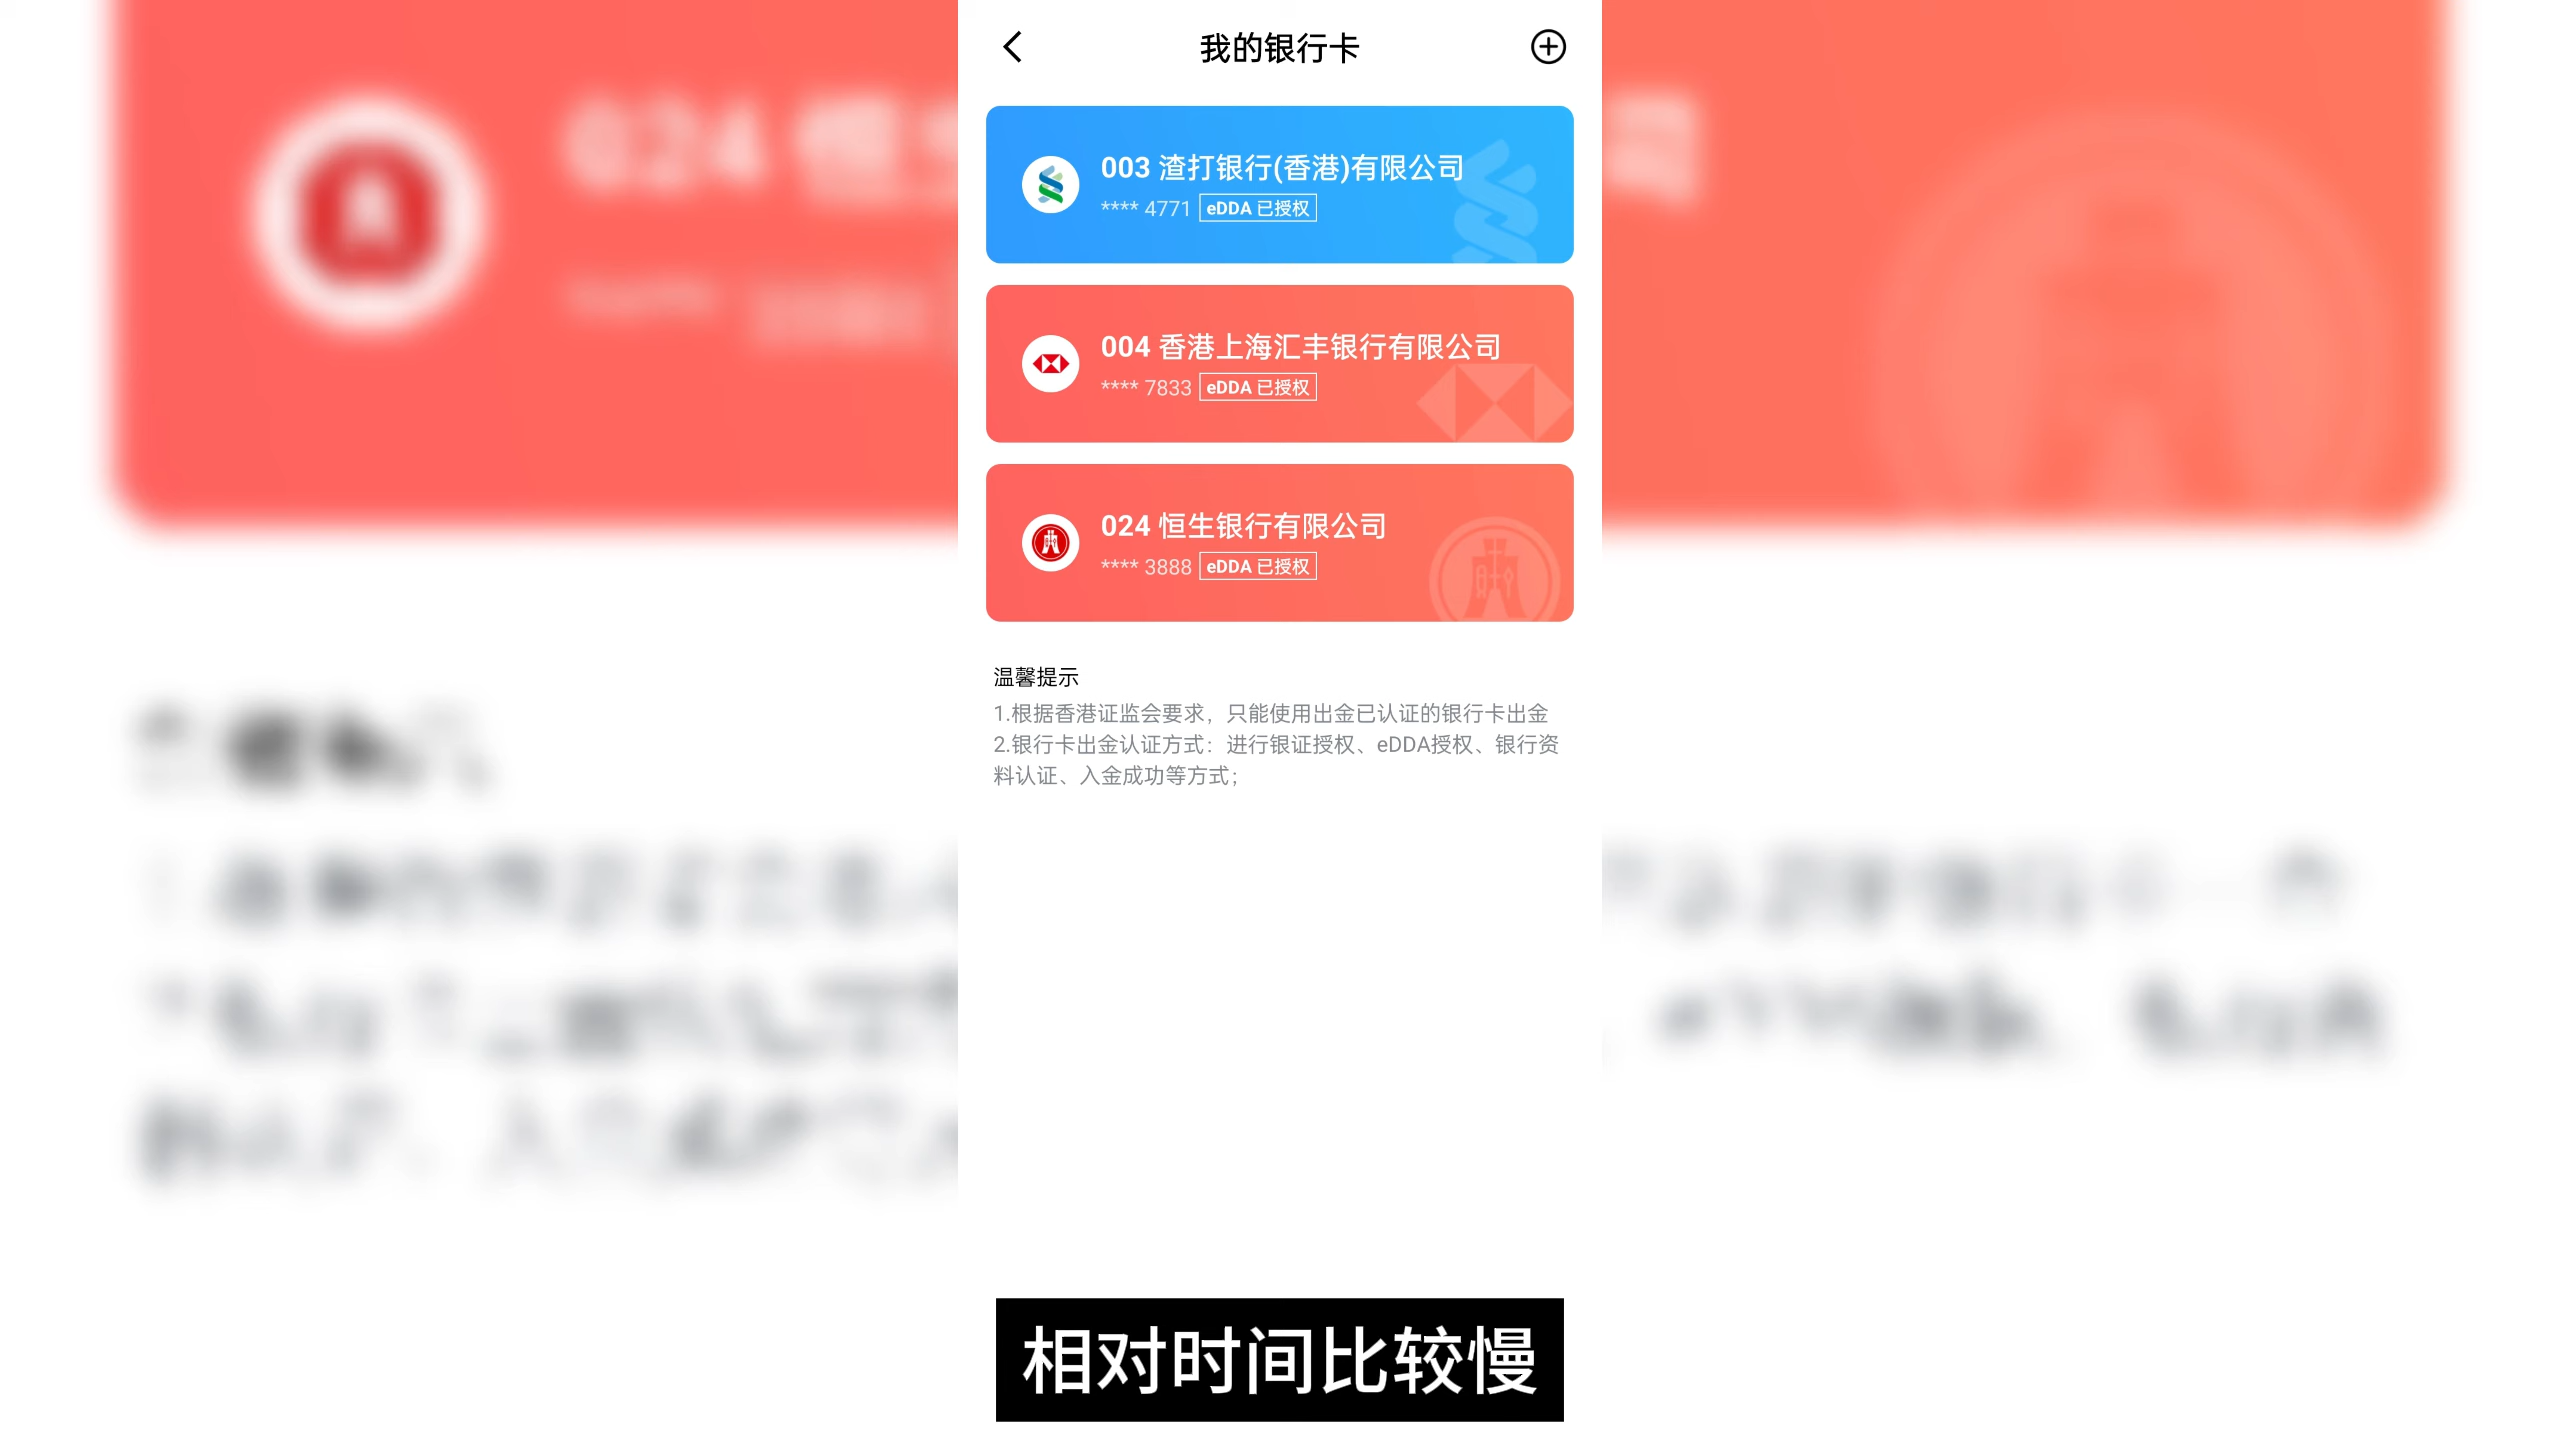 我的银行卡
003 渣打银行(香港)有限公司
**** 4771 eDDA 已授权
004 香港上海汇丰银行有限公司
**** 7833 eDDA 已授权
024 恒生银行有限公司
**** 3888 eDDA 已授权
温馨提示
1.根据香港证监会要求，只能使用出金已认证的银行卡出金
2.银行卡出金认证方式：进行银证授权、eDDA授权、银行资
料认证、入金成功等方式；
相对时间比较慢
024 恒生
司